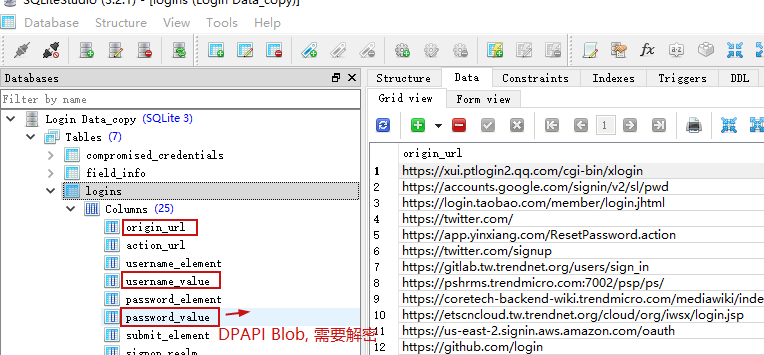 SQLiteStudio (3.2.1) - [logins (Login Data_copy)]
Database Structure View Tools Help
Databases
Filter by name
Login Data_copy (SQLite 3)
Tables (7)
compromised_credentials
field_info
logins
Columns (25)
origin_url
action_url
username_element
username_value
password_element
password_value
submit_element
signon_realm
DPAPI Blob, 需要解密
Structure Data Constraints Indexes Triggers DDL
Grid view Form view
1
origin_url
1 https://xui.ptlogin2.qq.com/cgi-bin/xlogin
2 https://accounts.google.com/signin/v2/sl/pwd
3 https://login.taobao.com/member/login.jhtml
4 https://twitter.com/
5 https://app.yinxiang.com/ResetPassword.action
6 https://twitter.com/signup
7 https://gitlab.tw.trendnet.org/users/sign_in
8 https://pshrms.trendmicro.com:7002/psp/ps/
9 https://coretech-backend-wiki.trendmicro.com/mediawiki/inde
10 https://etscncloud.tw.trendnet.org/cloud/org/iwsx/login.jsp
11 https://us-east-2.signin.aws.amazon.com/oauth
12 https://github.com/login